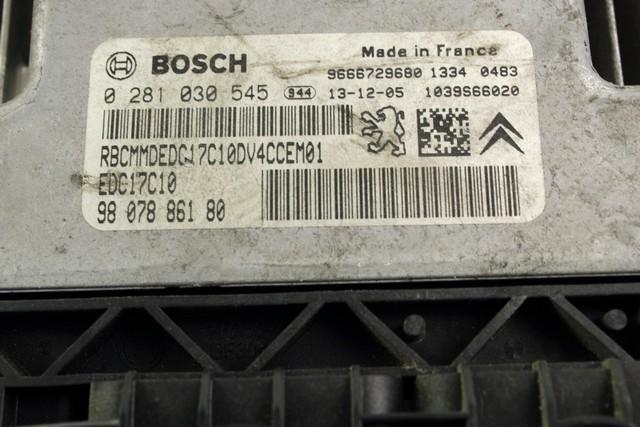 BOSCH
Made in France
9666729680 1334 0483
0 281 030 545 944 13-12-05 1039S66020
RBCMMDEDC17C10DV4CCEM01
EDC17C10
98 078 861 80